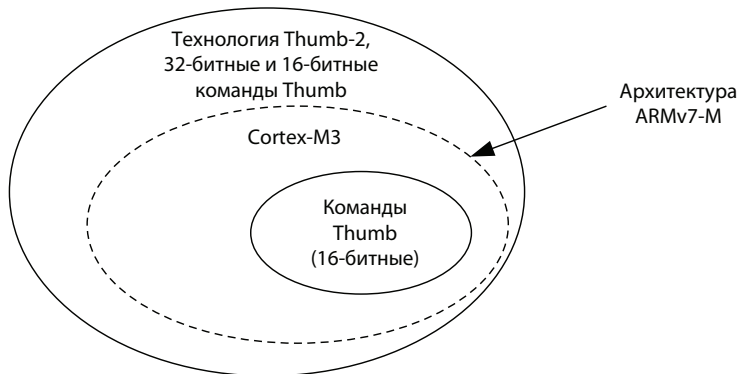 Технология Thumb-2,
32-битные и 16-битные
команды Thumb
Архитектура
ARMv7-M
Cortex-M3
Команды
Thumb
(16-битные)